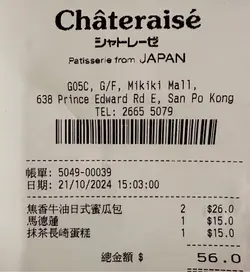 Châteraisé
シャトレーゼ
Patisserie from JAPAN
G05C, G/F, Mikiki Mall,
638 Prince Edward Rd E, San Po Kong
TEL: 2665 5079
帳單: 5049-00039
日期: 21/10/2024 15:03:00
焦香牛油日式蜜瓜包 2 $26.0
馬德蓮 1 $15.0
抹茶長崎蛋糕 1 $15.0
總金額 $ 56.0